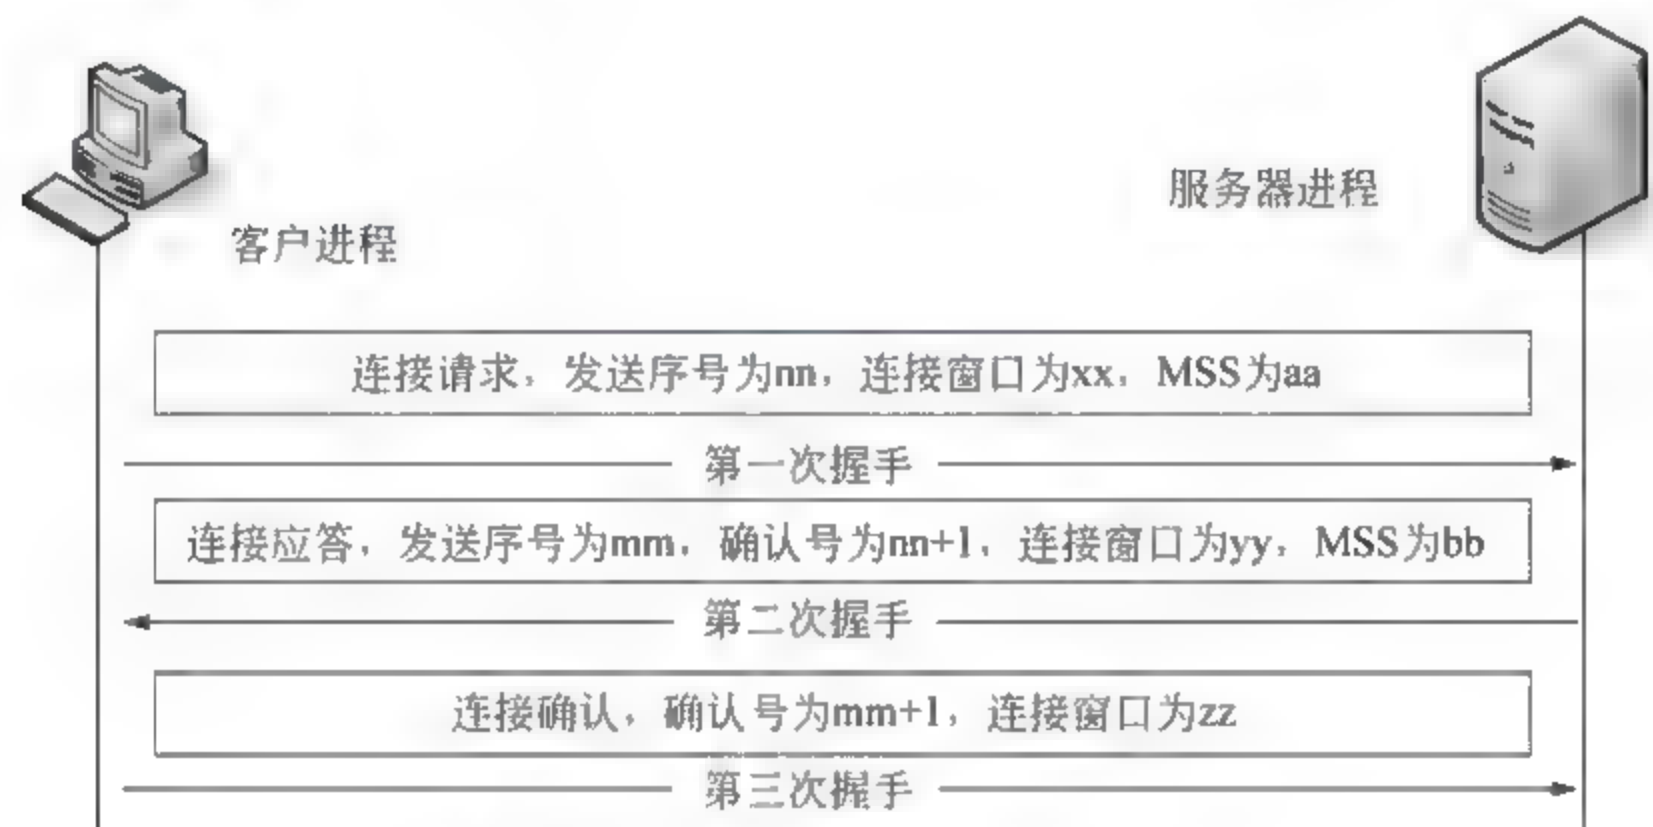 服务器进程
客户进程
连接请求，发送序号为nn，连接窗口为xx，MSS为aa
第一次握手
连接应答，发送序号为mm，确认号为nn+1，连接窗口为yy，MSS为bb
第二次握手
连接确认，确认号为mm+1，连接窗口为zz
第三次握手